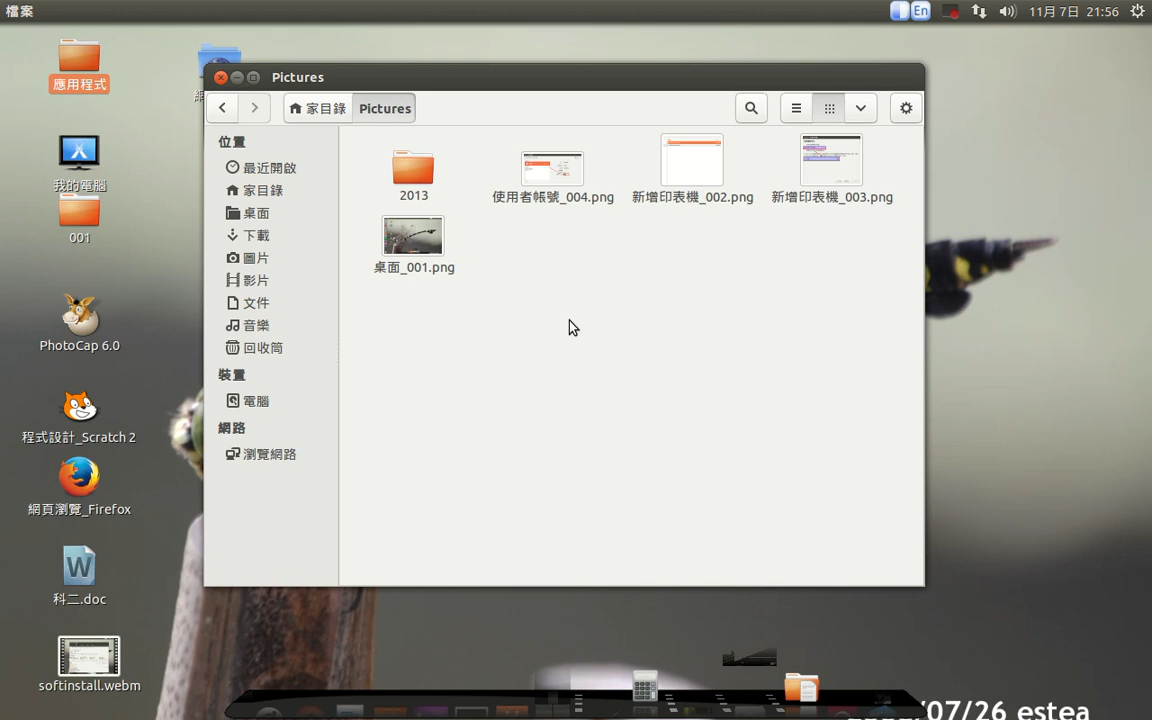 檔案
En
11月 7日 21:56
應用程式
我的電腦
001
PhotoCap 6.0
程式設計_Scratch 2
網頁瀏覽_Firefox
科二.doc
softinstall.webm
Pictures
家目錄
Pictures
位置
最近開啟
家目錄
桌面
下載
圖片
影片
文件
音樂
回收筒
裝置
電腦
網路
瀏覽網路
2013
使用者帳號_004.png
新增印表機_002.png
新增印表機_003.png
桌面_001.png
/07/26 estea